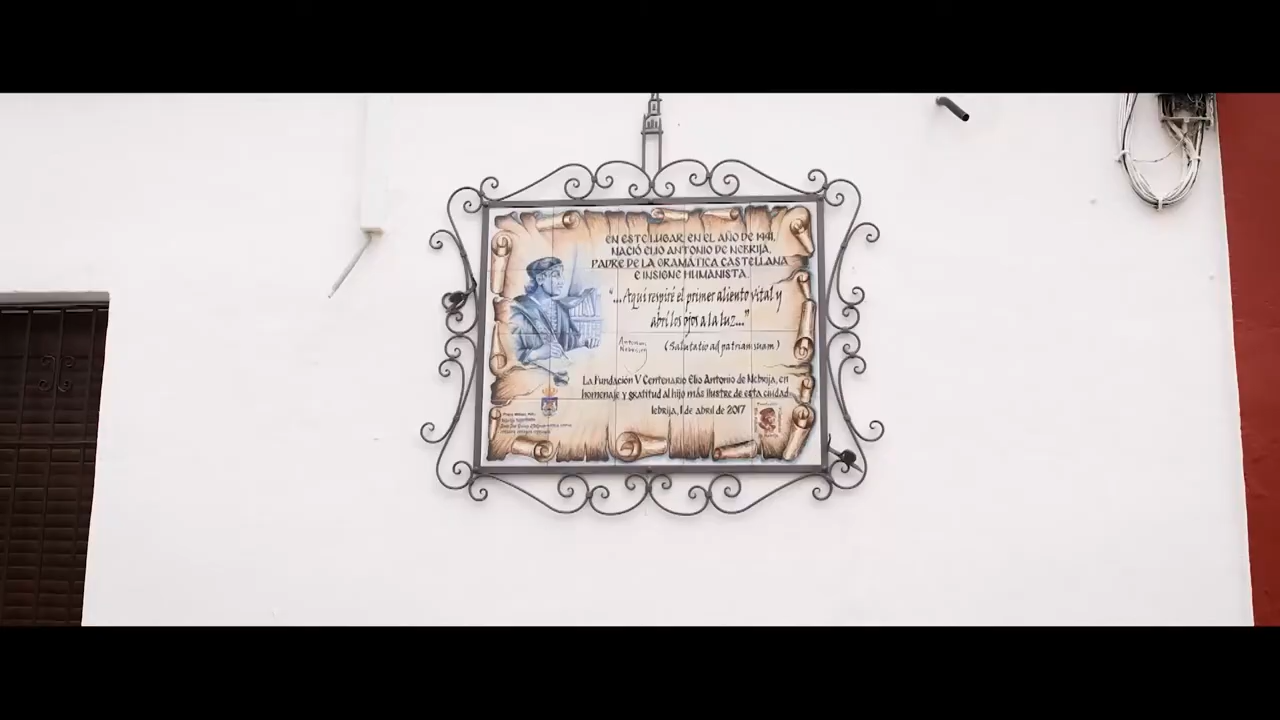 EN ESTE LUGAR, EN EL AÑO DE 1441,
NACIÓ ELIO ANTONIO DE NEBRIJA,
PADRE DE LA GRAMÁTICA CASTELLANA
E INSIGNE HUMANISTA
"...Aquí respiré el primer aliento vital y
abrí los ojos a la luz..."
(Salutatio ad patriam suam)
Antonius
La Fundación V Centenario Elio Antonio de Nebrija, en
homenaje y gratitud al hijo más ilustre de esta ciudad
Lebrija, 1 de abril de 2017